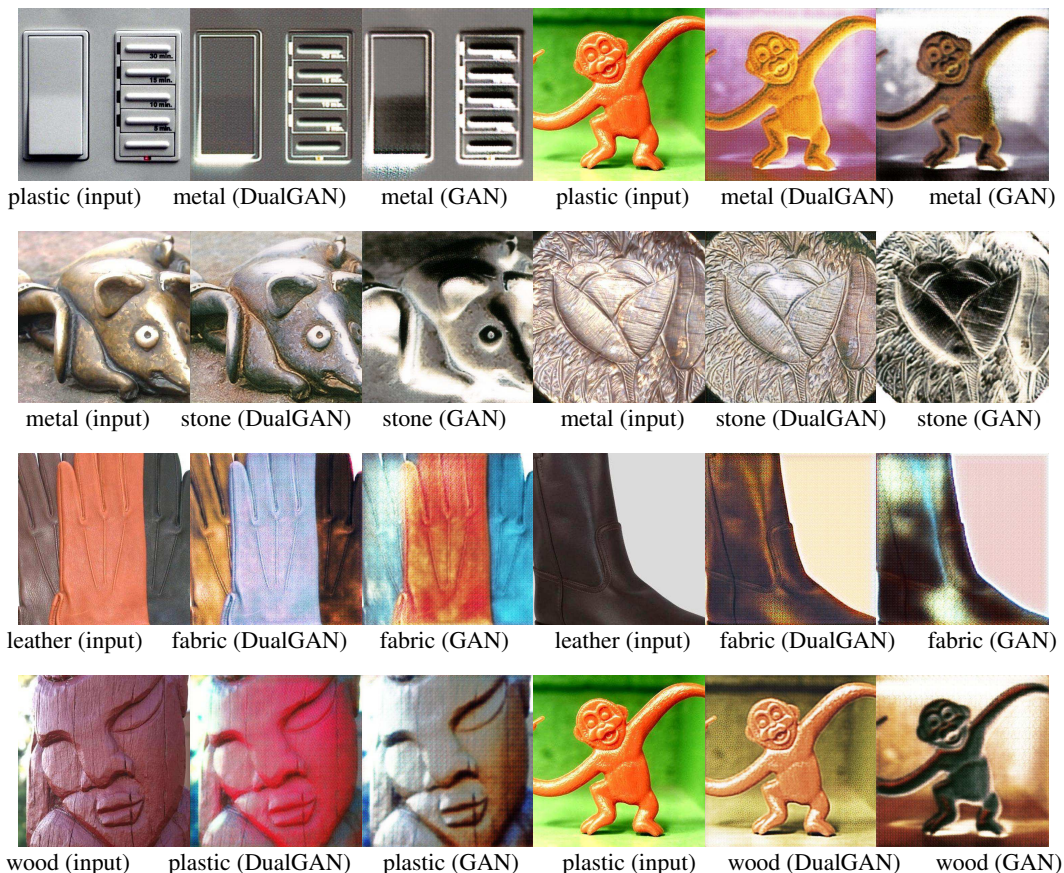 30 min.
15 min.
10 min.
5 min.
plastic (input) metal (DualGAN) metal (GAN) plastic (input) metal (DualGAN) metal (GAN)
metal (input) stone (DualGAN) stone (GAN) metal (input) stone (DualGAN) stone (GAN)
leather (input) fabric (DualGAN) fabric (GAN) leather (input) fabric (DualGAN) fabric (GAN)
wood (input) plastic (DualGAN) plastic (GAN) plastic (input) wood (DualGAN) wood (GAN)